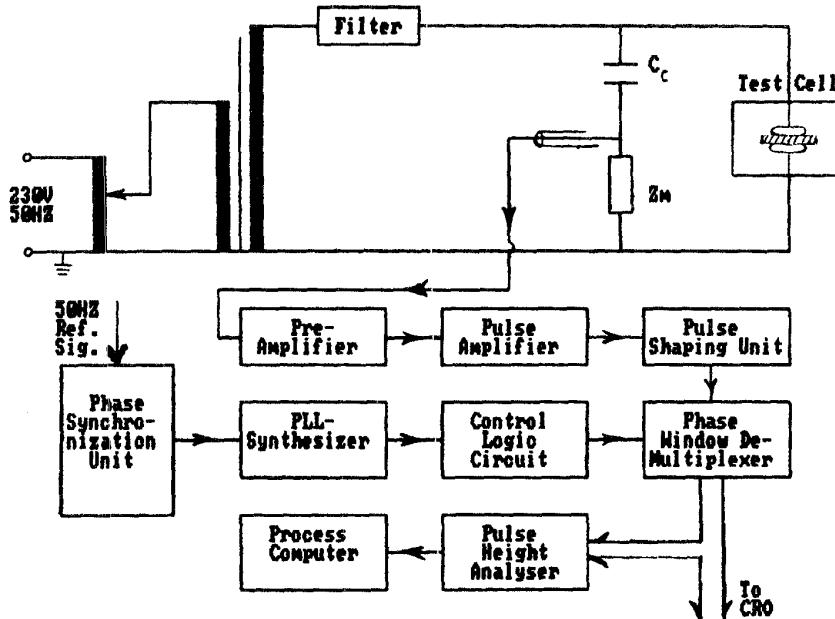 Filter
C_c
Test Cell
230V
50HZ
ZM
50HZ
Ref.
Sig.
Pre-
Amplifier
Pulse
Amplifier
Pulse
Shaping Unit
Phase
Synchro-
nization
Unit
PLL-
Synthesizer
Control
Logic
Circuit
Phase
Window De-
Multiplexer
Process
Computer
Pulse
Height
Analyser
To
CRO